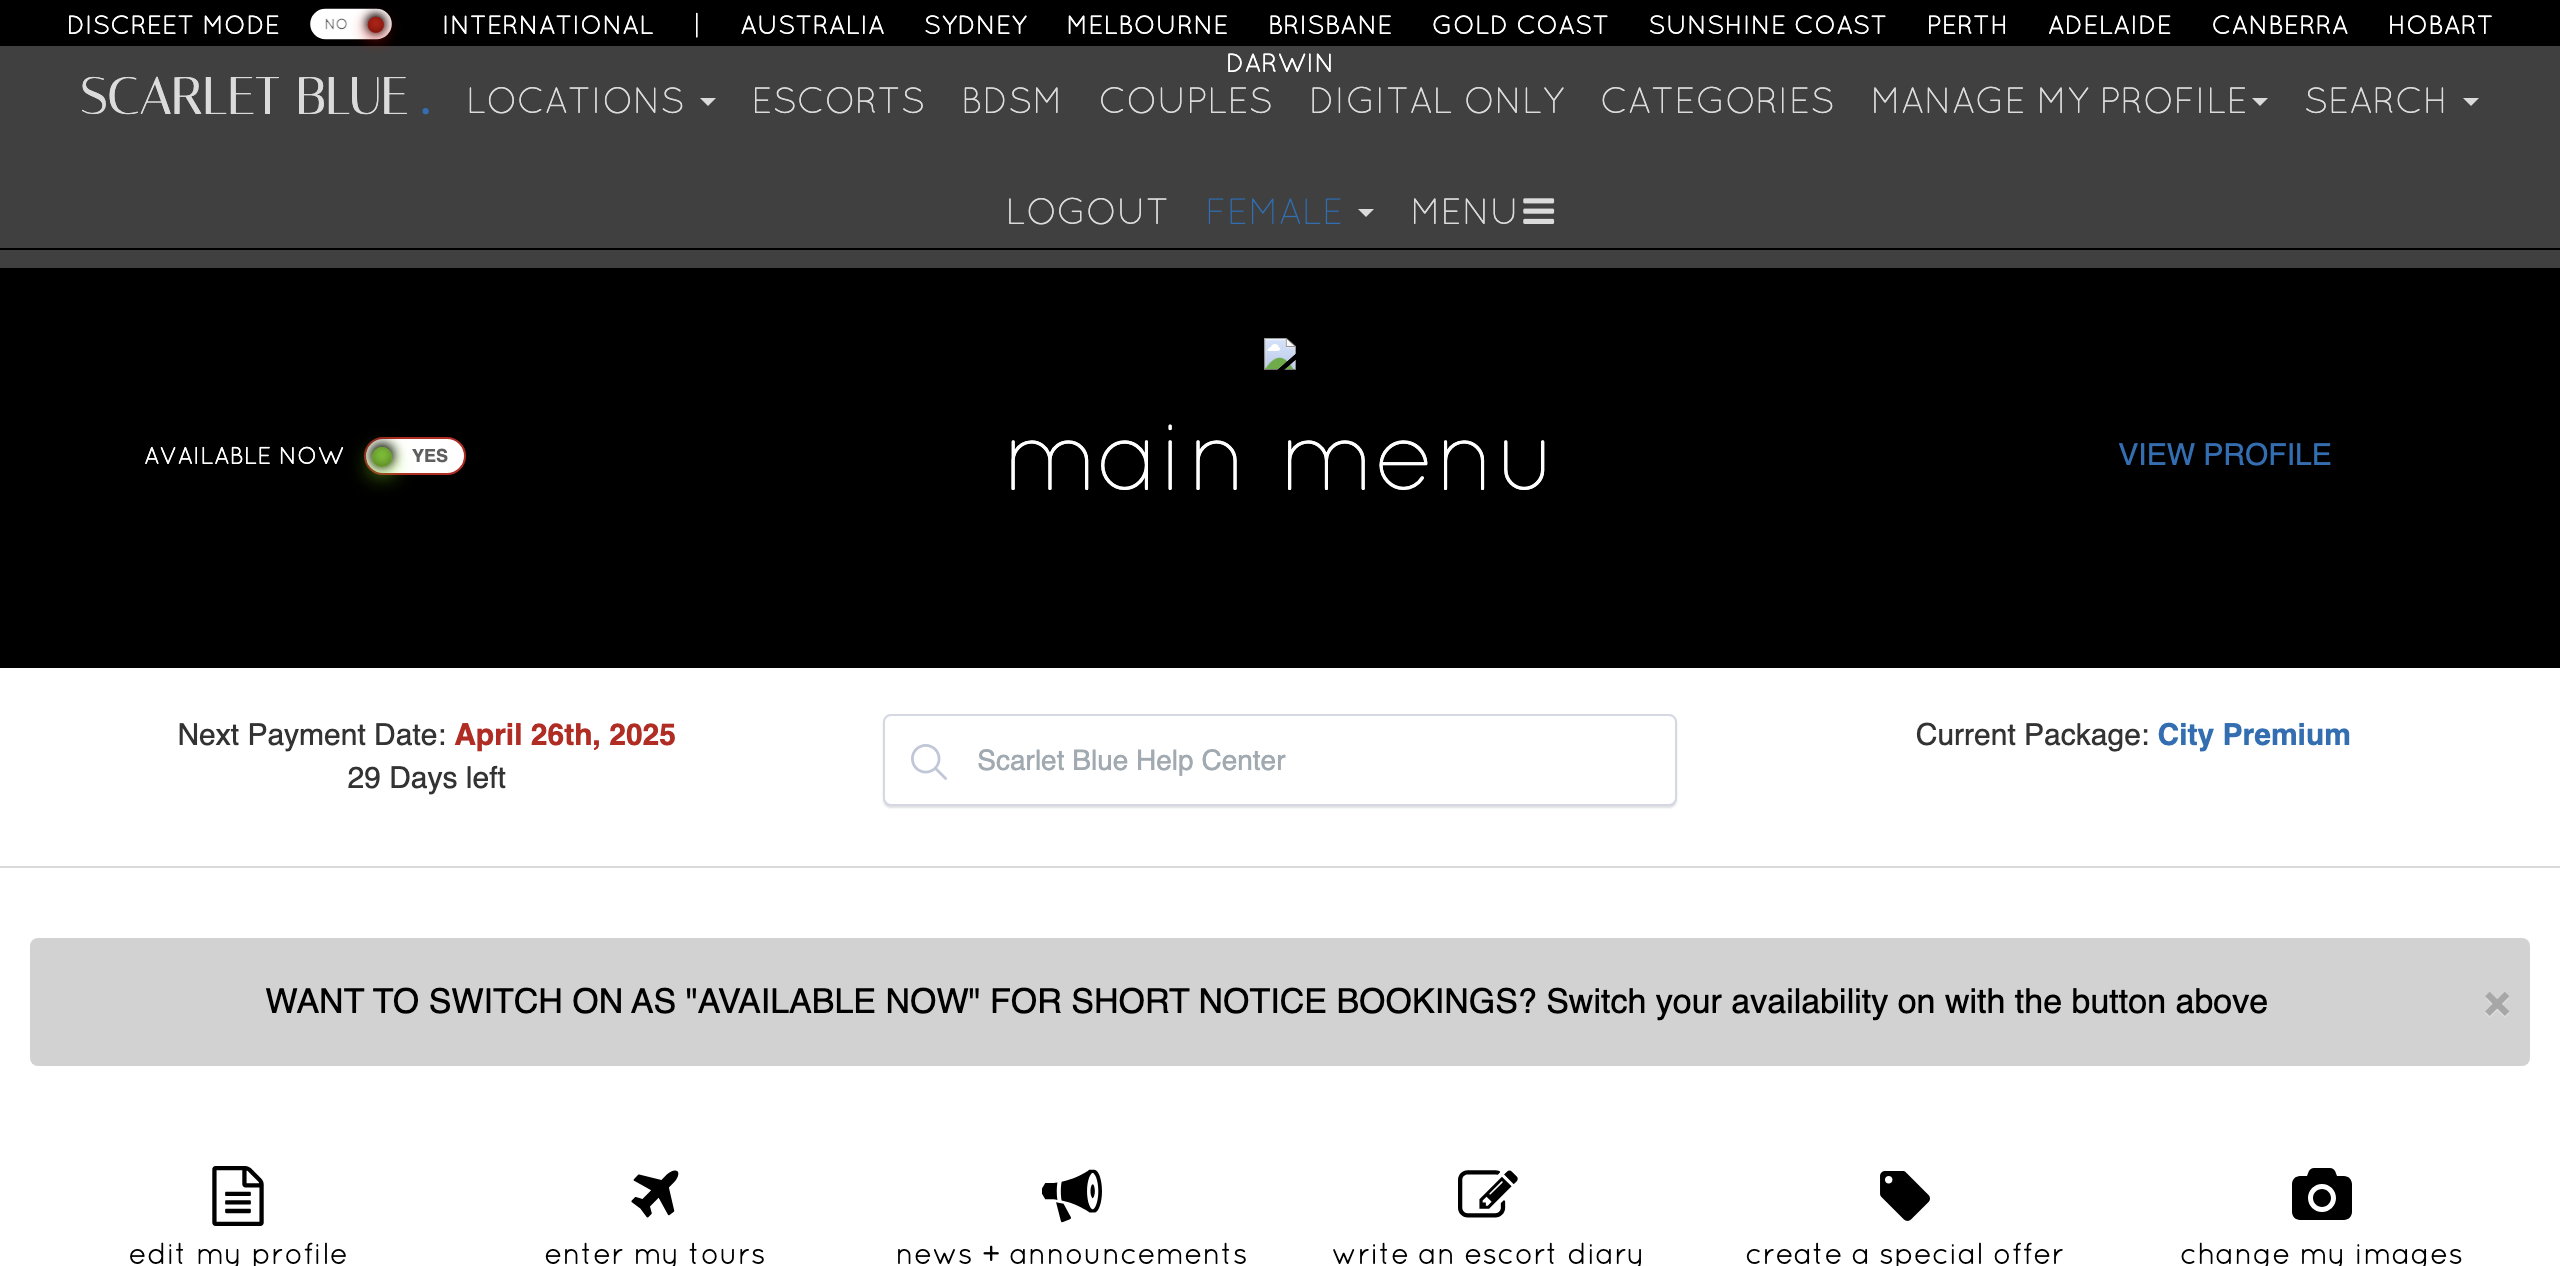 DISCREET MODE NO INTERNATIONAL | AUSTRALIA SYDNEY MELBOURNE BRISBANE GOLD COAST SUNSHINE COAST PERTH ADELAIDE CANBERRA HOBART
DARWIN
SCARLET BLUE . LOCATIONS ESCORTS BDSM COUPLES DIGITAL ONLY CATEGORIES MANAGE MY PROFILE SEARCH
LOGOUT FEMALE MENU
AVAILABLE NOW YES main menu VIEW PROFILE
Next Payment Date: April 26th, 2025
29 Days left
Scarlet Blue Help Center
Current Package: City Premium
WANT TO SWITCH ON AS "AVAILABLE NOW" FOR SHORT NOTICE BOOKINGS? Switch your availability on with the button above ×
edit my profile enter my tours news + announcements write an escort diary create a special offer change my images